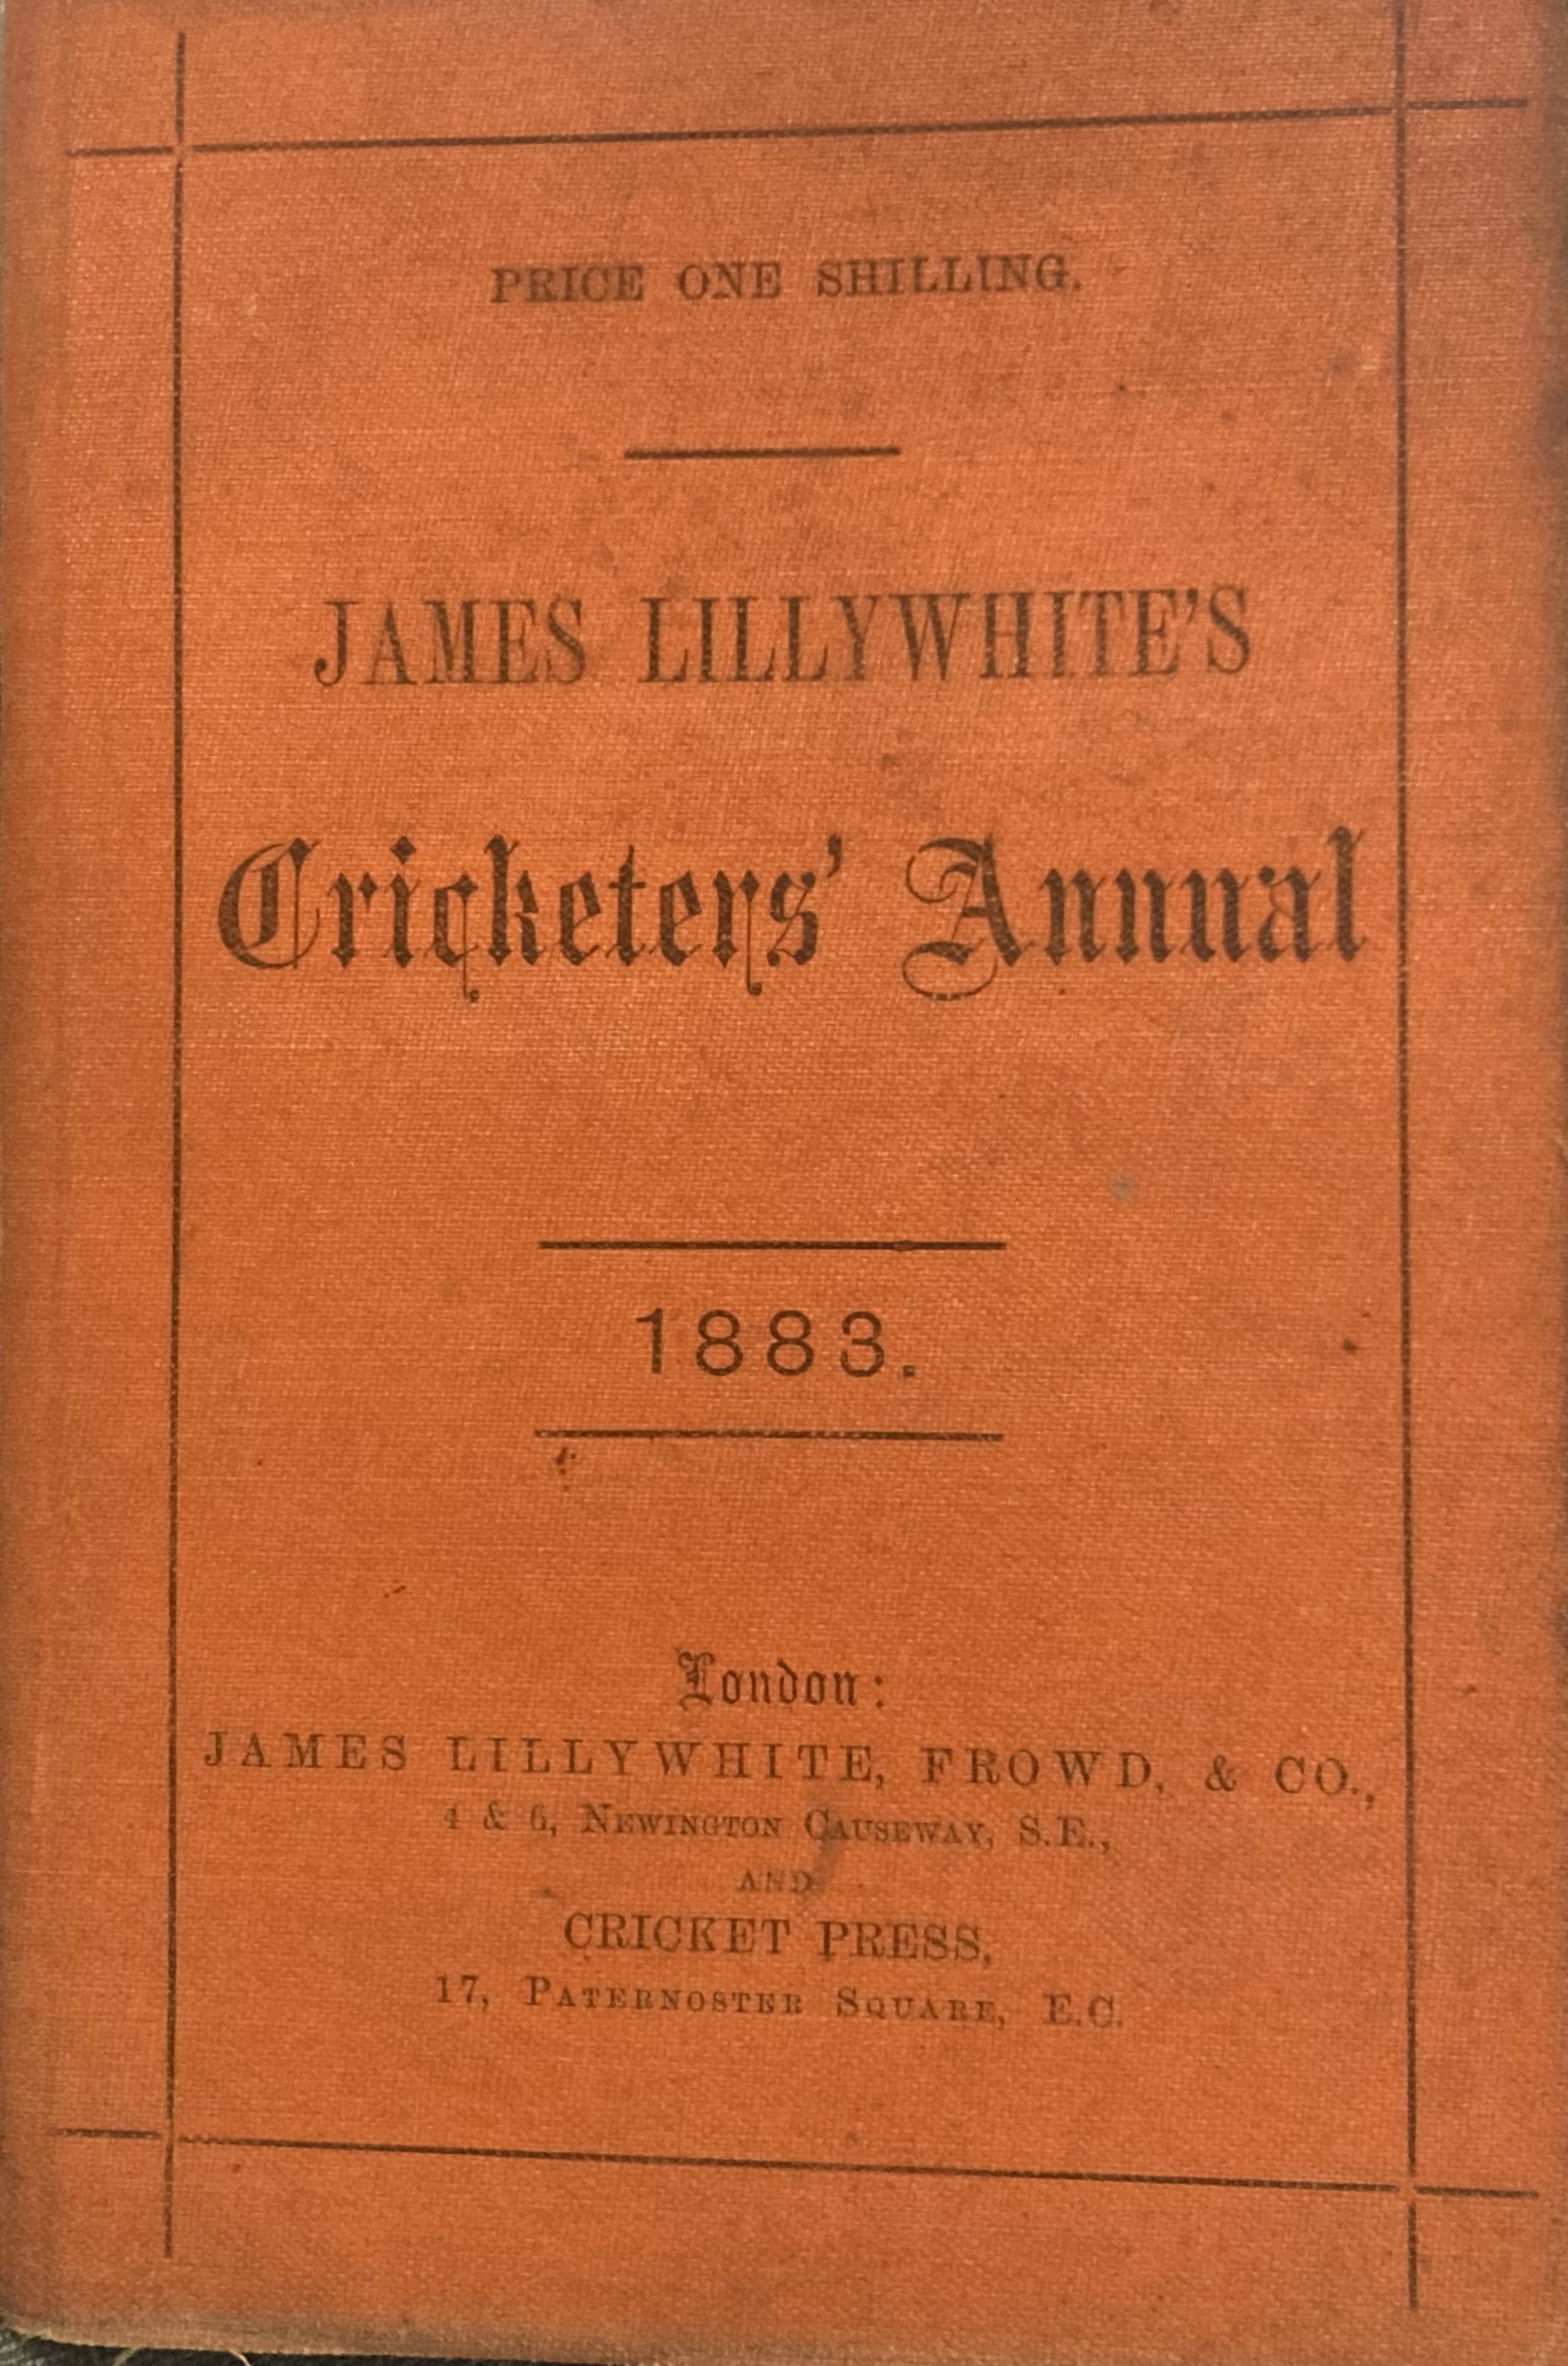 PRICE ONE SHILLING.
JAMES LILLYWHITE'S
Cricketers' Annual
1883.
London:
JAMES LILLYWHITE, FROWD, & CO.,
4 & 6, NEWINGTON CAUSEWAY, S.E.,
AND
CRICKET PRESS,
17, PATERNOSTER SQUARE, E.C.